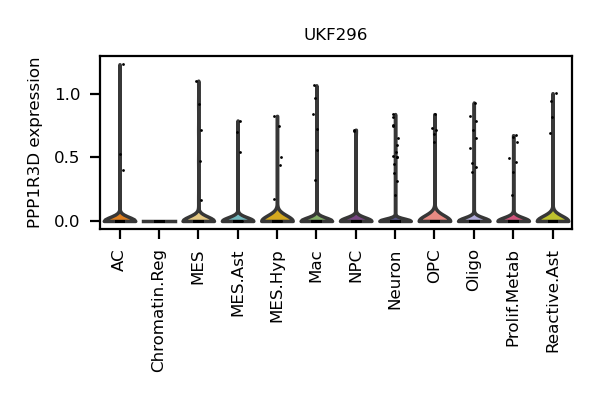 UKF296
PPP1R3D expression
1.0
0.5
0.0
AC
Chromatin.Reg
MES
MES.Ast
MES.Hyp
Mac
NPC
Neuron
OPC
Oligo
Prolif.Metab
Reactive.Ast